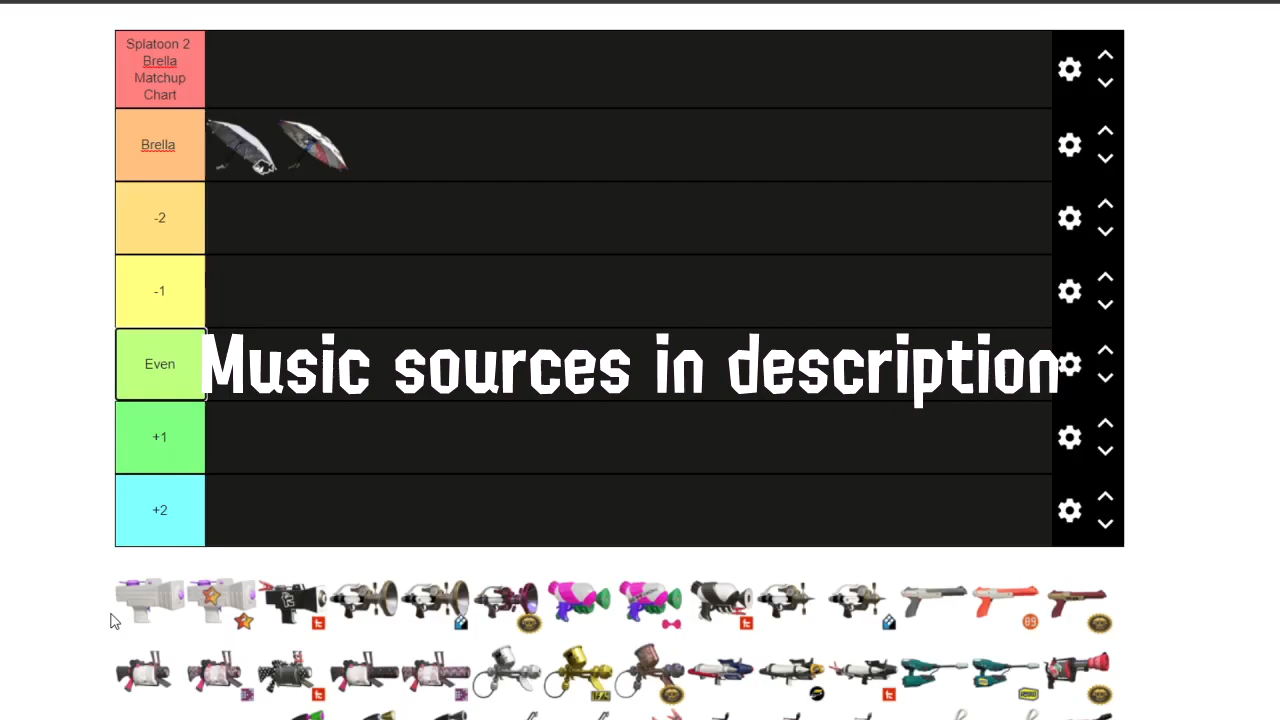 Splatoon 2
Brella
Matchup
Chart
Brella
-2
-1
Even
Music sources in description
+1
+2